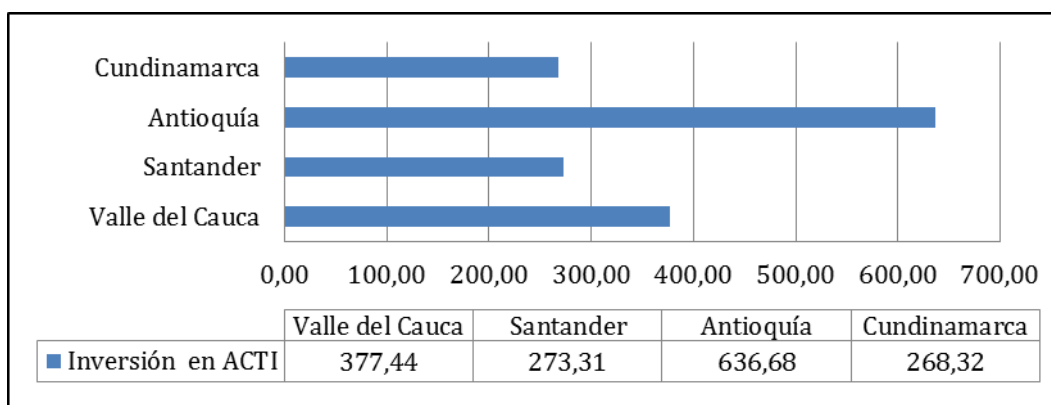 Cundinamarca
Antioquía
Santander
Valle del Cauca
0,00 100,00 200,00 300,00 400,00 500,00 600,00 700,00
Valle del Cauca Santander Antioquía Cundinamarca
Inversión en ACTI 377,44 273,31 636,68 268,32